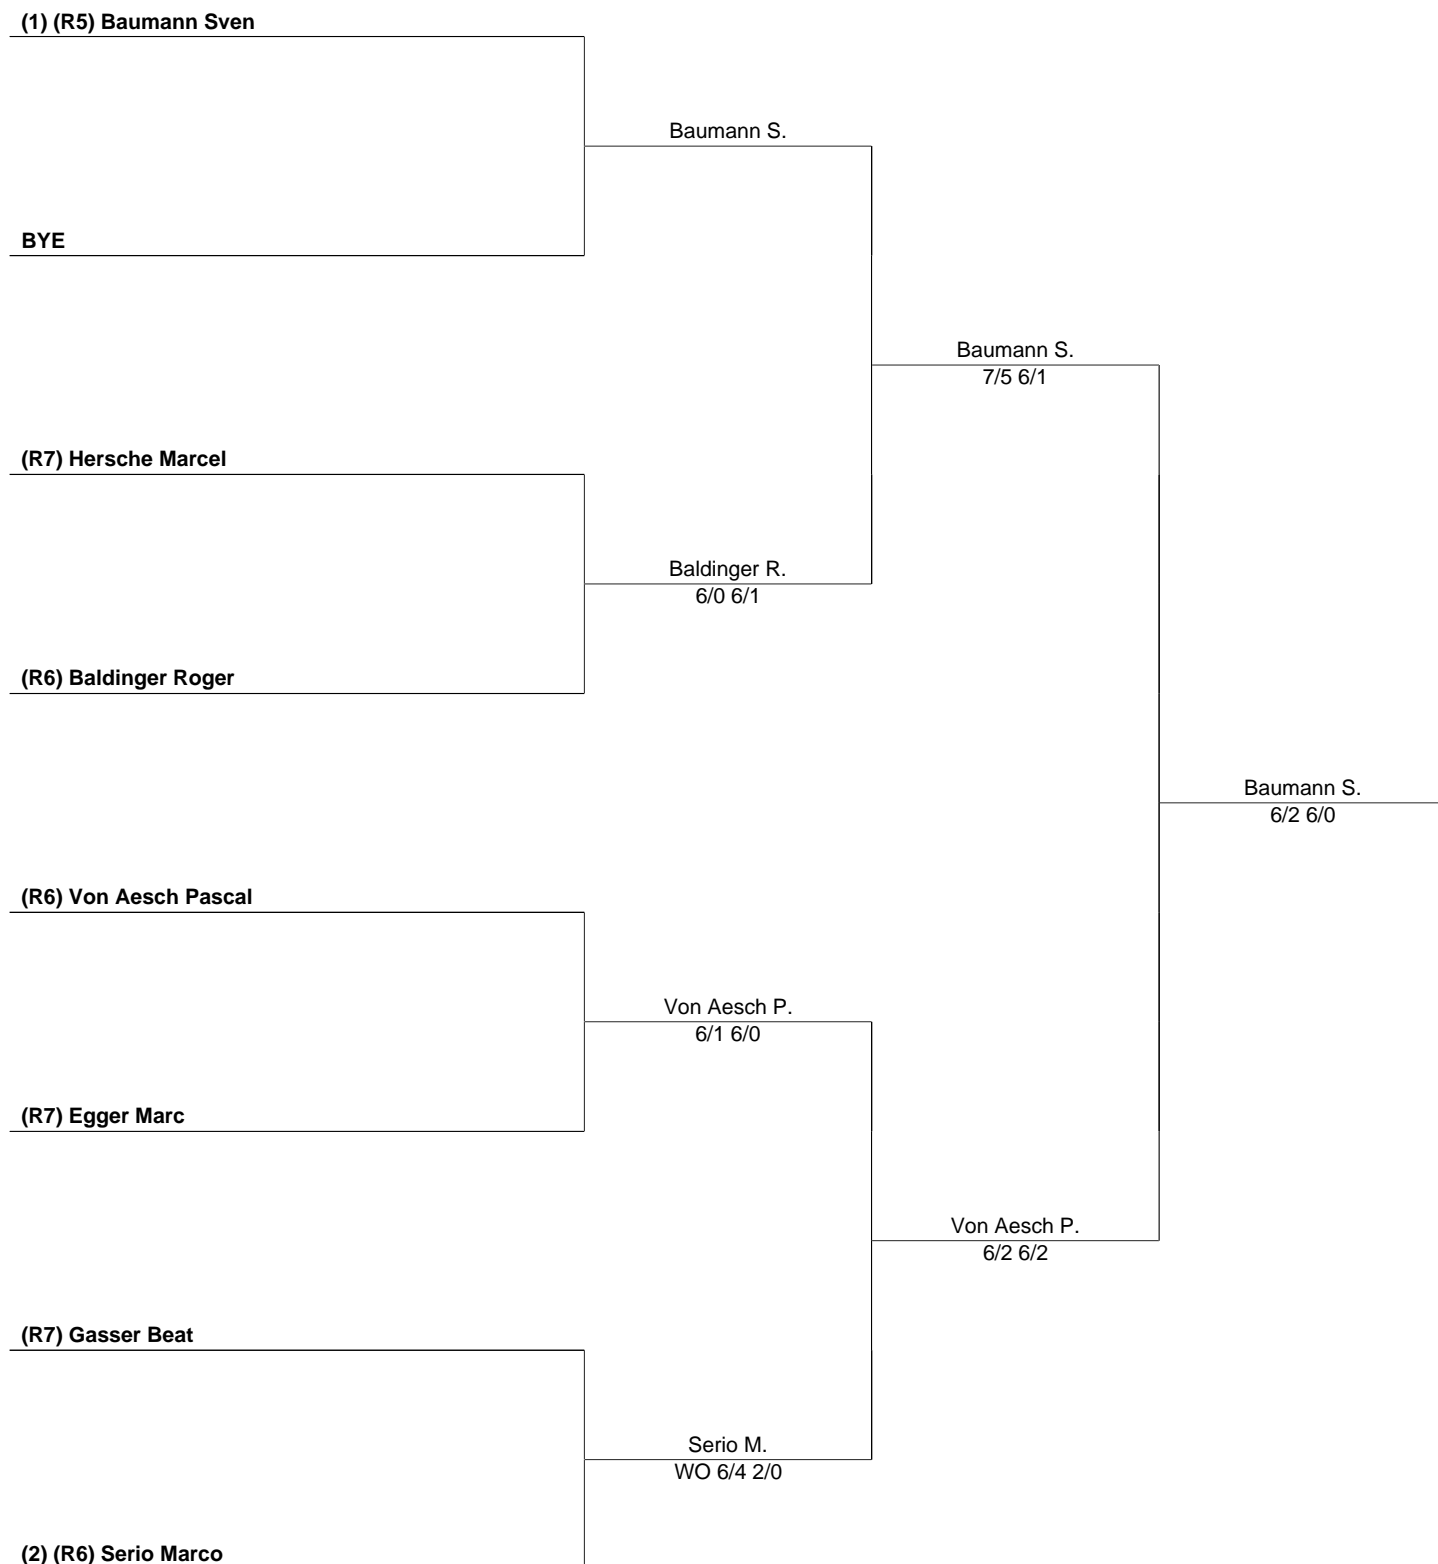 (1) (R5) Baumann Sven
Baumann S.
BYE
Baumann S.
7/5 6/1
(R7) Hersche Marcel
Baldinger R.
6/0 6/1
(R6) Baldinger Roger
Baumann S.
6/2 6/0
(R6) Von Aesch Pascal
Von Aesch P.
6/1 6/0
(R7) Egger Marc
Von Aesch P.
6/2 6/2
(R7) Gasser Beat
Serio M.
WO 6/4 2/0
(2) (R6) Serio Marco